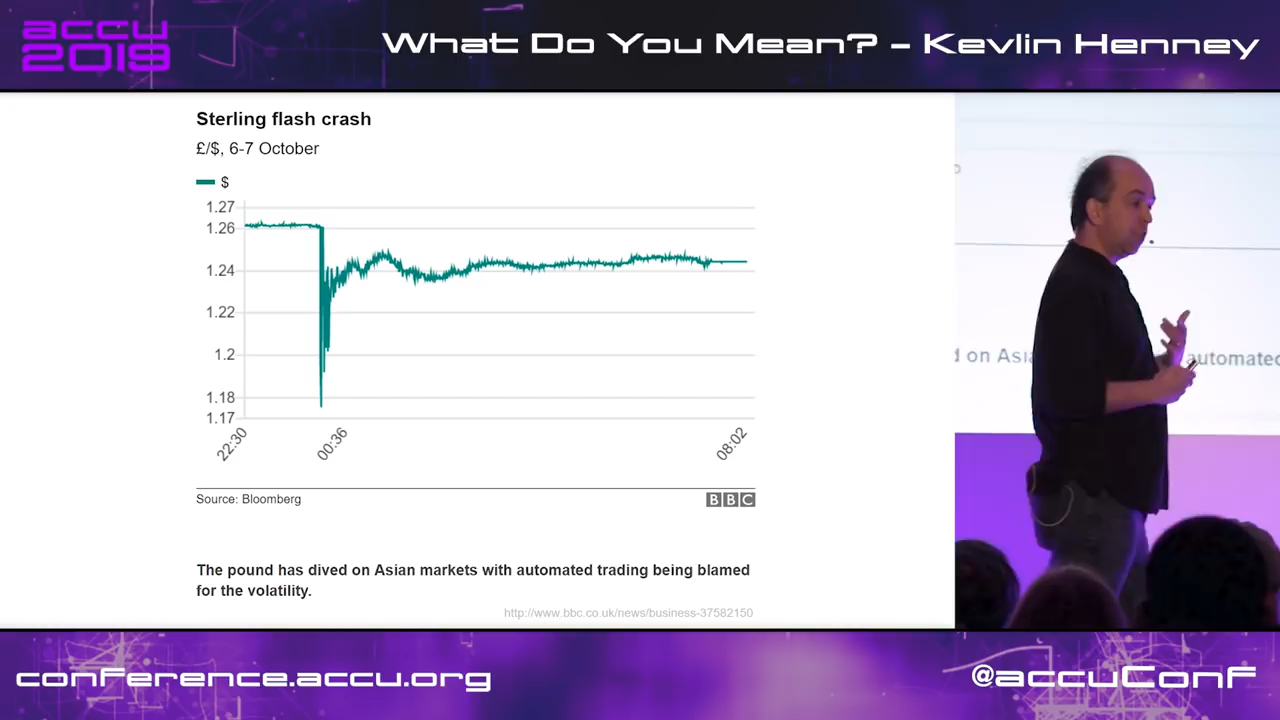 accu
2019
What Do You Mean? – Kevlin Henney
Sterling flash crash
£/$, 6-7 October
$
1.27
1.26
1.24
1.22
1.2
1.18
1.17
22:30
00:36
08:02
Source: Bloomberg
BBC
The pound has dived on Asian markets with automated trading being blamed
for the volatility.
http://www.bbc.co.uk/news/business-37582150
on Asia
automated
conference.accu.org
@accuConf